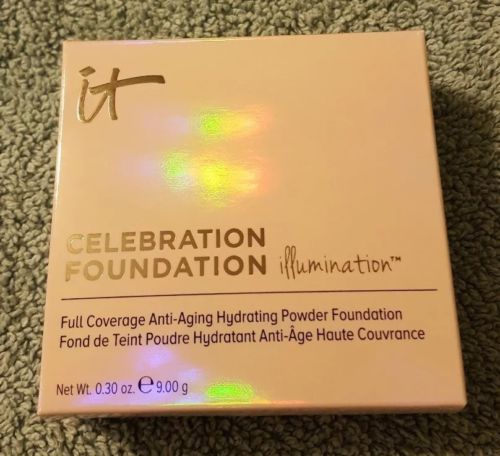 it
CELEBRATION
FOUNDATION illumination™
Full Coverage Anti-Aging Hydrating Powder Foundation
Fond de Teint Poudre Hydratant Anti-Âge Haute Couvrance
Net Wt. 0.30 oz. ℮ 9.00 g